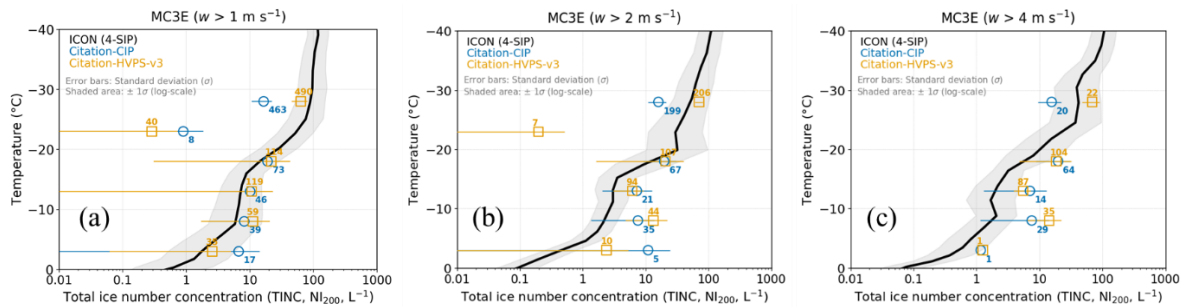 MC3E (w > 1 m s⁻¹)
ICON (4-SIP)
Citation-CIP
Citation-HVPS-v3
Error bars: Standard deviation (σ)
Shaded area: ± 1σ (log-scale)
−40
−30
−20
−10
0
Temperature (°C)
490
463
40
8
73
119
46
59
39
17
(a)
0
0.1
1
10
100
1000
Total ice number concentration (TINC, NI₂₀₀, L⁻¹)
MC3E (w > 2 m s⁻¹)
ICON (4-SIP)
Citation-CIP
Citation-HVPS-v3
Error bars: Standard deviation (σ)
Shaded area: ± 1σ (log-scale)
−40
−30
−20
−10
0
Temperature (°C)
206
199
7
67
94
21
44
35
10
5
(b)
0.01
0.1
1
10
100
1000
Total ice number concentration (TINC, NI₂₀₀, L⁻¹)
MC3E (w > 4 m s⁻¹)
ICON (4-SIP)
Citation-CIP
Citation-HVPS-v3
Error bars: Standard deviation (σ)
Shaded area: ± 1σ (log-scale)
−40
−30
−20
−10
0
Temperature (°C)
22
20
104
64
87
14
35
29
1
1
(c)
0.01
0.1
1
10
100
1000
Total ice number concentration (TINC, NI₂₀₀, L⁻¹)